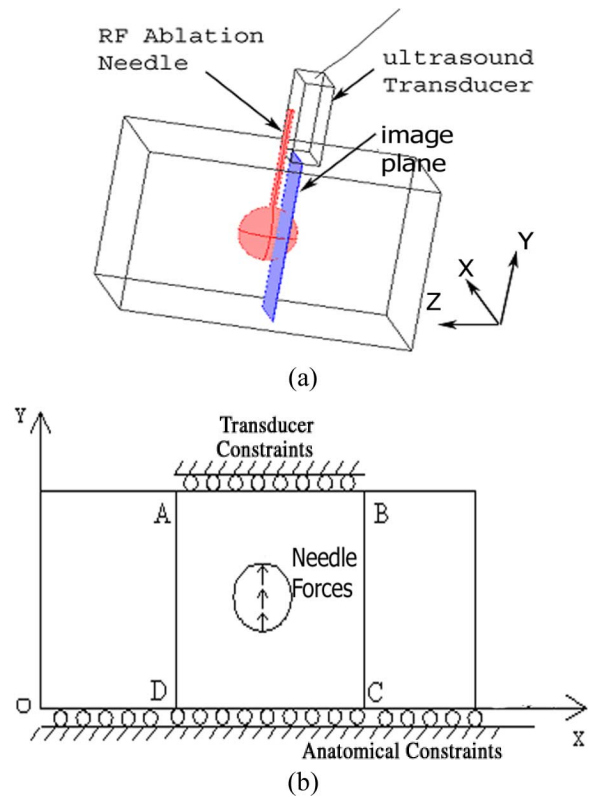 RF Ablation
Needle
ultrasound
Transducer
image
plane
Y
X
Z
(a)
Y
Transducer
Constraints
A
B
Needle
Forces
D
C
O
X
Anatomical Constraints
(b)